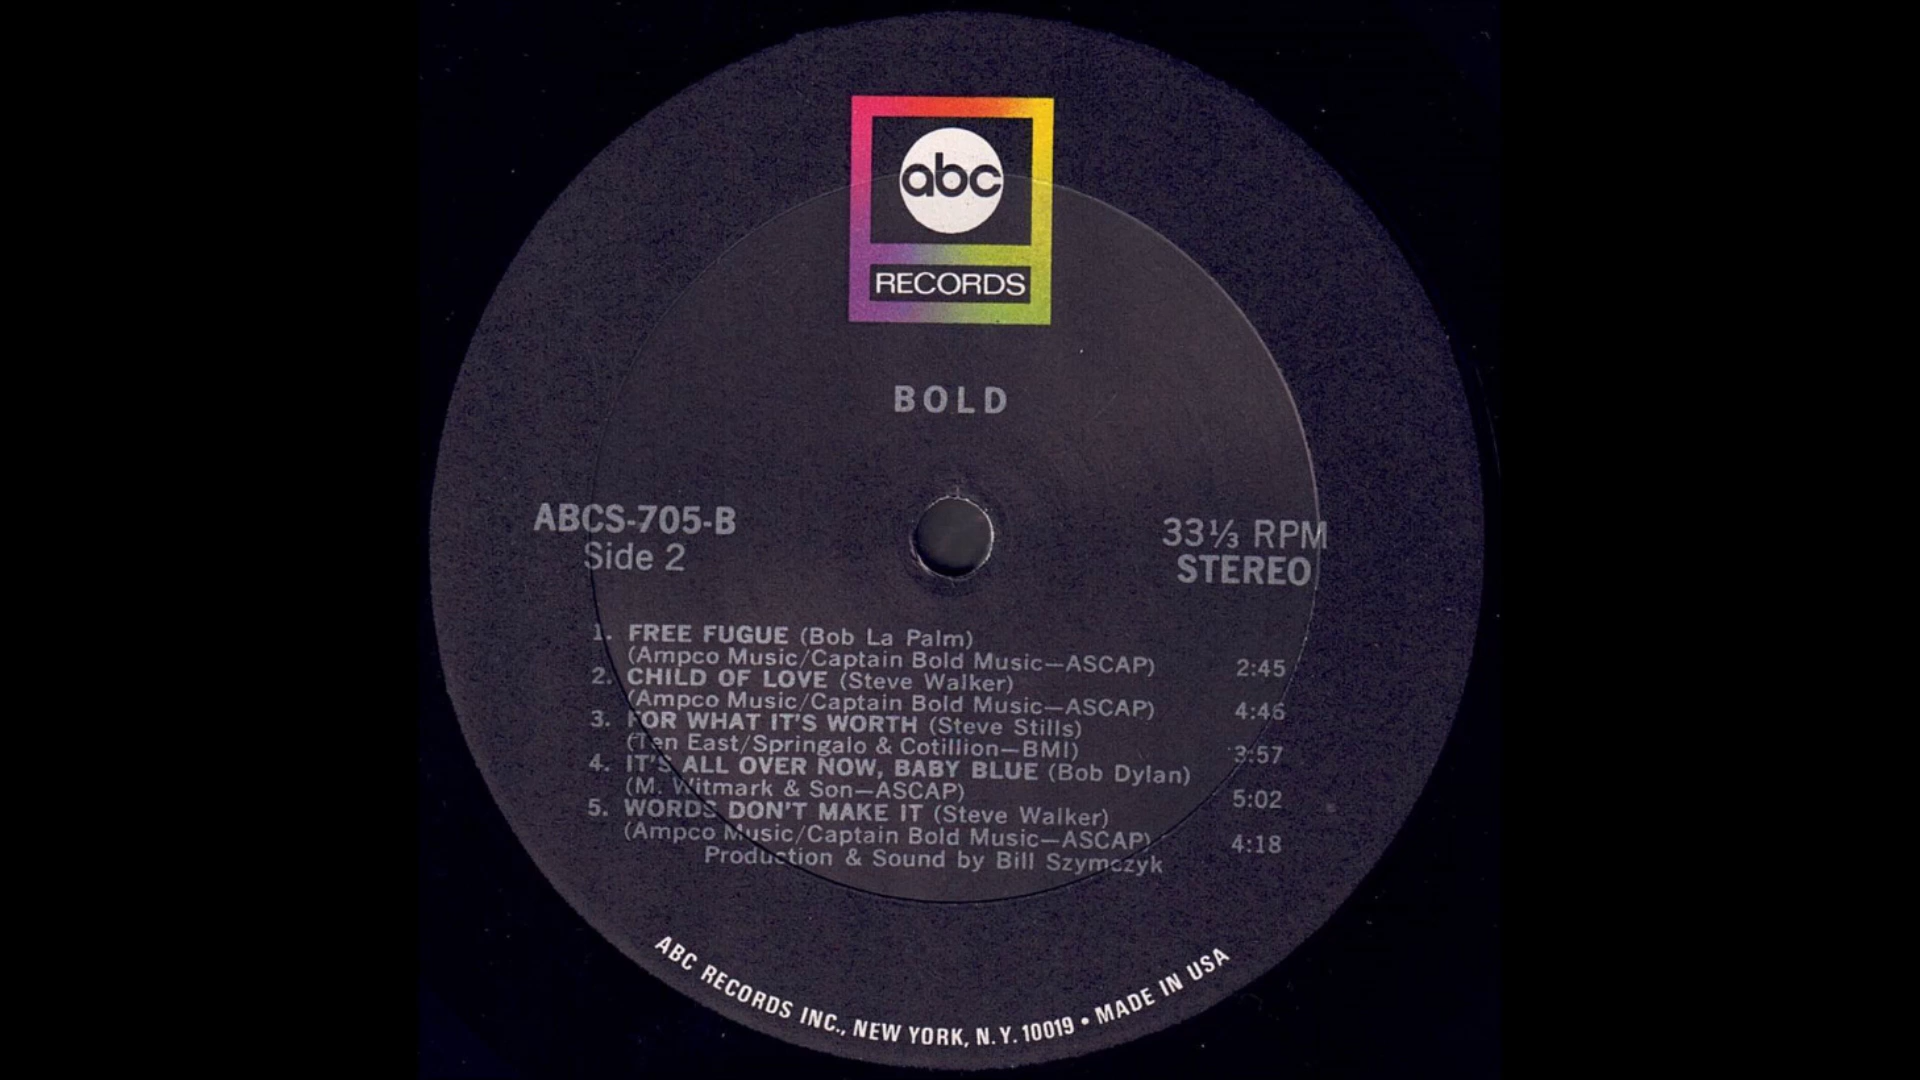 abc
RECORDS
BOLD
ABCS-705-B
Side 2
33⅓ RPM
STEREO
1. FREE FUGUE (Bob La Palm)
(Ampco Music/Captain Bold Music—ASCAP) 2:45
2. CHILD OF LOVE (Steve Walker)
(Ampco Music/Captain Bold Music—ASCAP) 4:46
3. FOR WHAT IT'S WORTH (Steve Stills)
(Ten East/Springalo & Cotillion—BMI) 3:57
4. IT'S ALL OVER NOW, BABY BLUE (Bob Dylan)
(M. Witmark & Son—ASCAP) 5:02
5. WORDS DON'T MAKE IT (Steve Walker)
(Ampco Music/Captain Bold Music—ASCAP) 4:18
Production & Sound by Bill Szymczyk
ABC RECORDS INC., NEW YORK, N.Y. 10019 • MADE IN USA